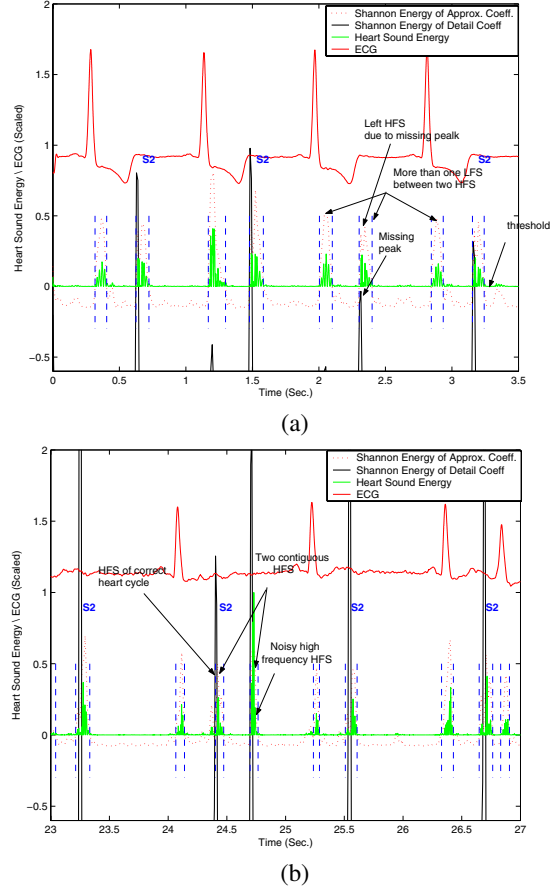 Shannon Energy of Approx. Coeff.
Shannon Energy of Detail Coeff
Heart Sound Energy
ECG
2
1.5
1
0.5
0
−0.5
Heart Sound Energy \ ECG (Scaled)
S2
S2
S2
Left HFS
due to missing peak
More than one LFS
between two HFS
Missing
peak
threshold
0
0.5
1
1.5
2
2.5
3
3.5
Time (Sec.)
(a)
Shannon Energy of Approx. Coeff.
Shannon Energy of Detail Coeff
Heart Sound Energy
ECG
2
1.5
1
0.5
0
−0.5
Heart Sound Energy \ ECG (Scaled)
HFS of correct
heart cycle
Two contiguous
HFS
S2
S2
S2
S2
Noisy high
frequency HFS
23
23.5
24
24.5
25
25.5
26
26.5
27
Time (Sec.)
(b)